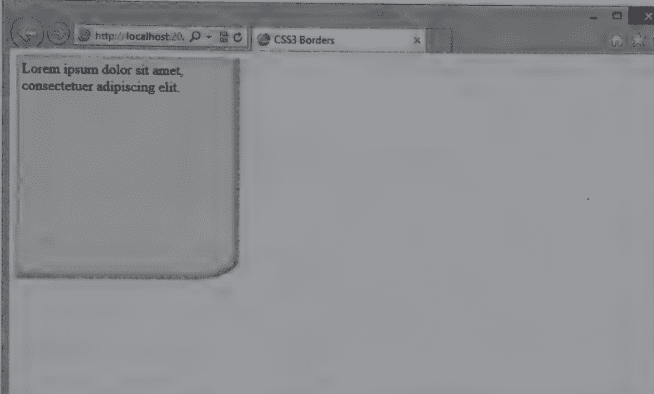 http://localhost:20.
CSS3 Borders
Lorem ipsum dolor sit amet,
consectetuer adipiscing elit.